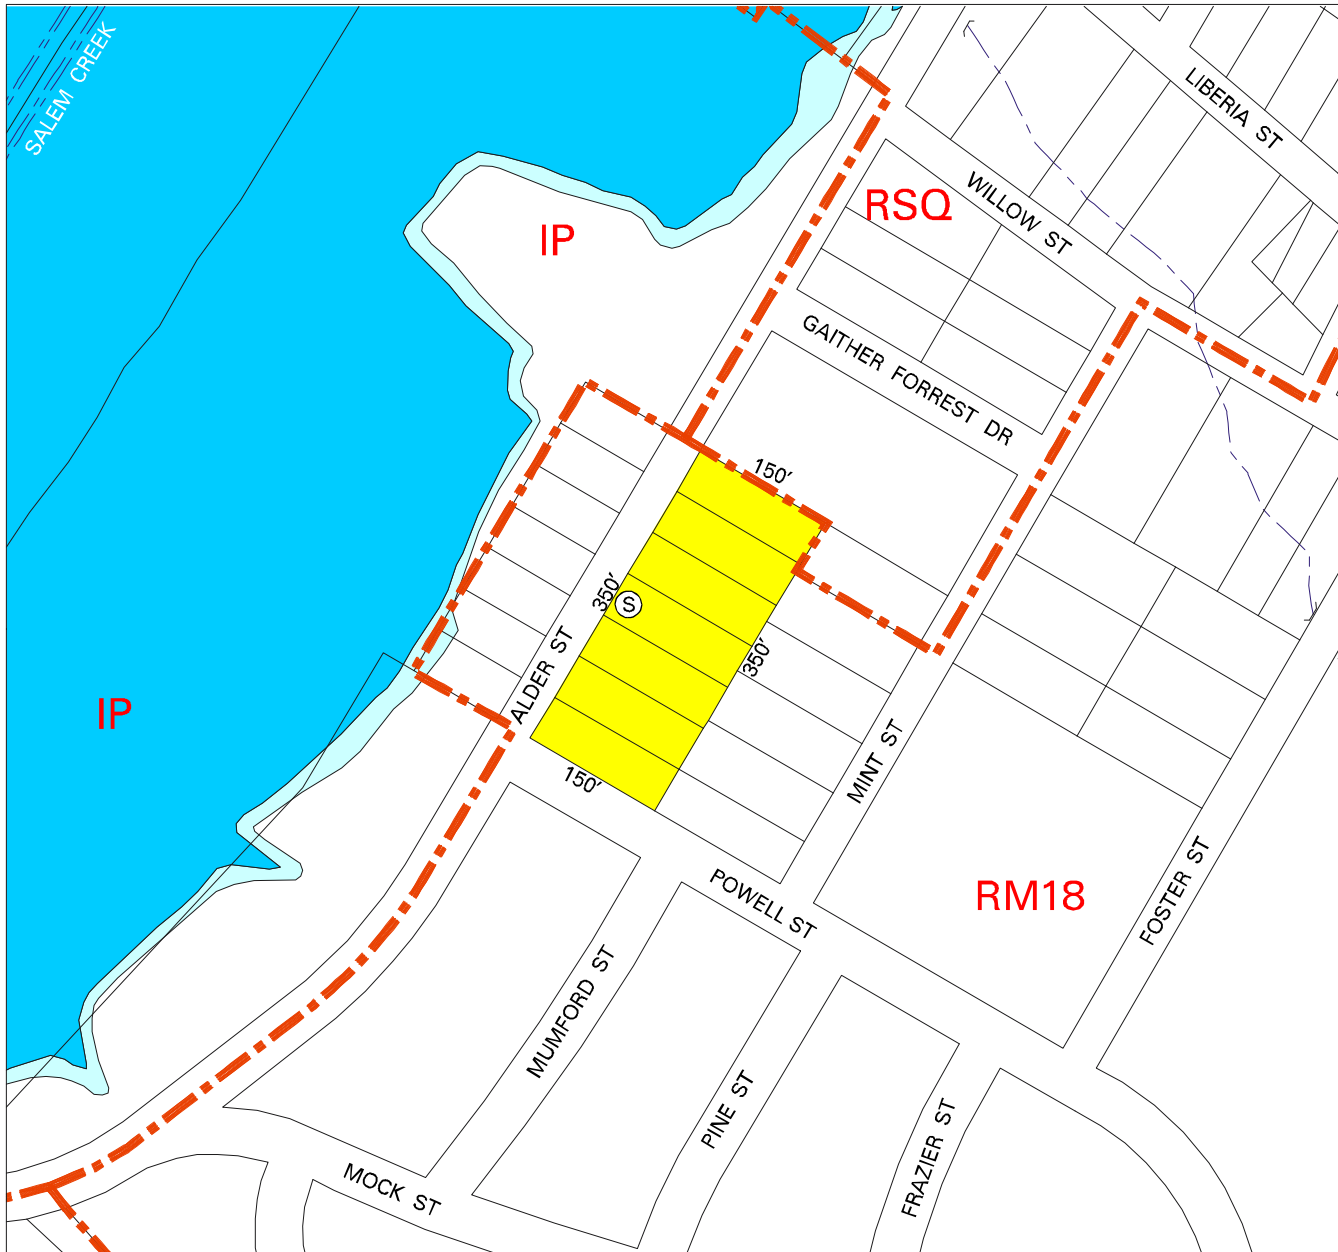 SALEM CREEK
LIBERIA ST
RSQ
WILLOW ST
IP
GAITHER FORREST DR
150'
350'
S
ALDER ST
350'
IP
MINT ST
150'
RM18
POWELL ST
FOSTER ST
MUMFORD ST
PINE ST
FRAZIER ST
MOCK ST